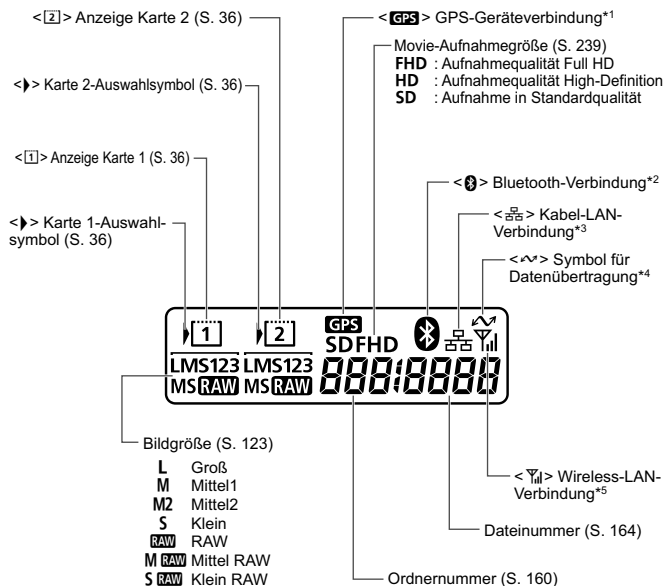 <2> Anzeige Karte 2 (S. 36)
<GPS> GPS-Geräteverbindung*1
Movie-Aufnahmegröße (S. 239)
FHD : Aufnahmequalität Full HD
HD : Aufnahmequalität High-Definition
SD : Aufnahme in Standardqualität
<> Karte 2-Auswahlsymbol (S. 36)
<1> Anzeige Karte 1 (S. 36)
<> Karte 1-Auswahl-
symbol (S. 36)
<> Bluetooth-Verbindung*2
<> Kabel-LAN-
Verbindung*3
<> Symbol für
Datenübertragung*4
1 2 GPS
SDFHD
LMS123 LMS123
MS RAW MS RAW 888:8888
Bildgröße (S. 123)
L Groß
M Mittel1
M2 Mittel2
S Klein
RAW RAW
M RAW Mittel RAW
S RAW Klein RAW
<> Wireless-LAN-
Verbindung*5
Dateinummer (S. 164)
Ordnernummer (S. 160)